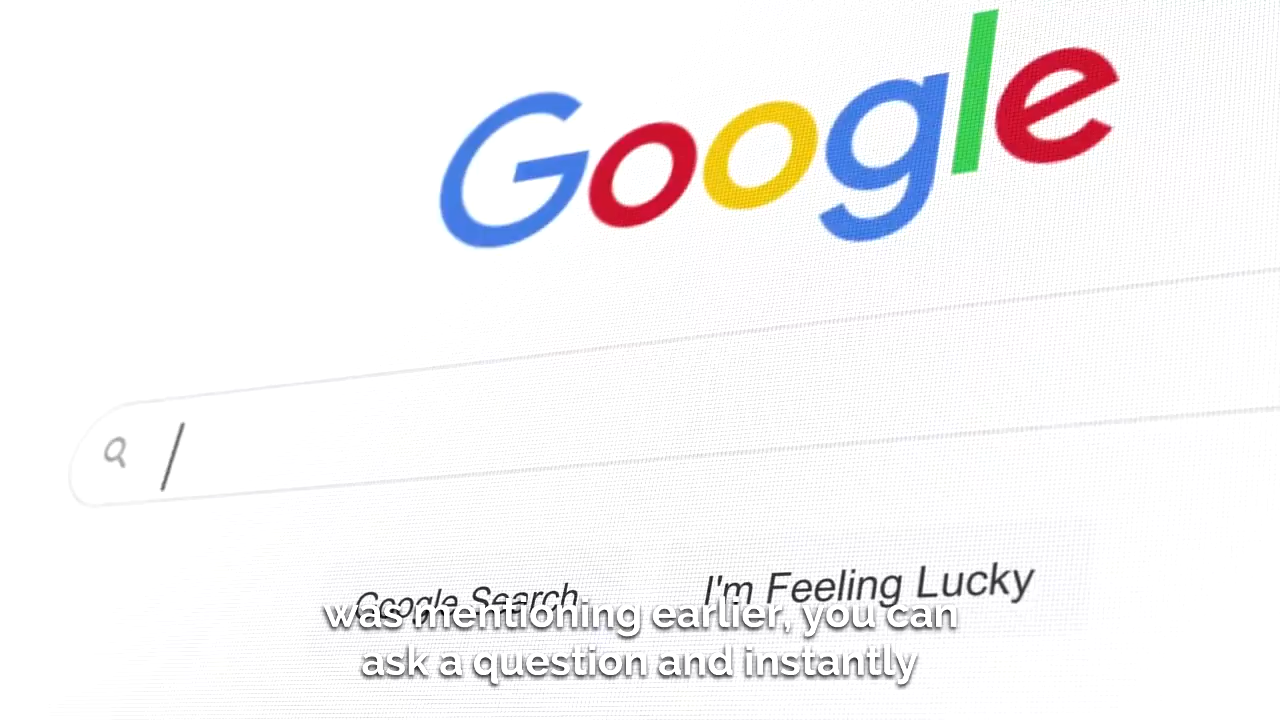 Google
Google Search
I'm Feeling Lucky
was mentioning earlier, you can
ask a question and instantly